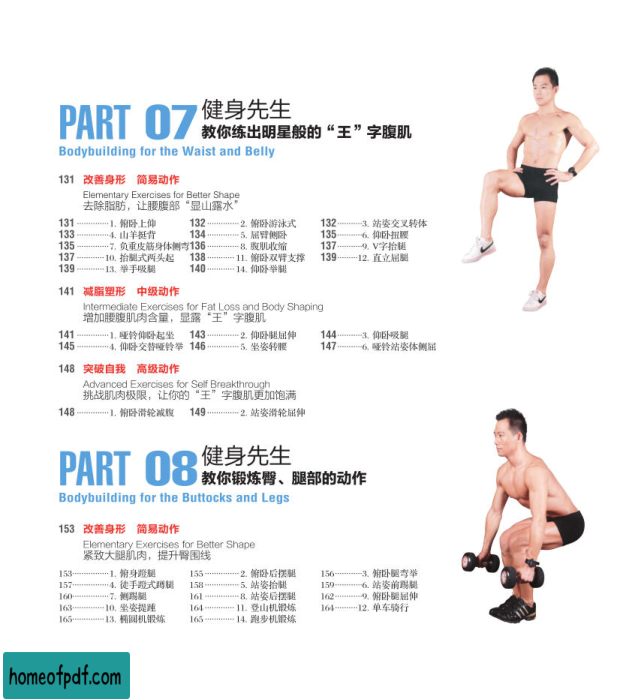 PART 07 健身先生
教你练出明星般的“王”字腹肌
Bodybuilding for the Waist and Belly
131 改善身形 简易动作
Elementary Exercises for Better Shape
去除脂肪，让腰腹部“显山露水”
131 ············ 1. 俯卧上伸 132 ············ 2. 俯卧游泳式 132 ········· 3. 站姿交叉转体
133 ············ 4. 山羊挺背 134 ············ 5. 屈臂侧卧 135 ········· 6. 仰卧扭腰
135 ············ 7. 负重皮筋身体侧弯 136 ············ 8. 腹肌收缩 137 ········· 9. V字抬腿
137 ·········· 10. 抬腿式两头起 138 ·········· 11. 俯卧双臂支撑 139 ······· 12. 直立屈腿
139 ·········· 13. 举手吸腿 140 ·········· 14. 仰卧举腿
141 减脂塑形 中级动作
Intermediate Exercises for Fat Loss and Body Shaping
增加腰腹肌肉含量，显露“王”字腹肌
141 ············ 1. 哑铃仰卧起坐 143 ············ 2. 仰卧腿屈伸 144 ········· 3. 仰卧吸腿
145 ············ 4. 仰卧交替哑铃举 146 ············ 5. 坐姿转腰 147 ········· 6. 哑铃站姿体侧屈
148 突破自我 高级动作
Advanced Exercises for Self Breakthrough
挑战肌肉极限，让你的“王”字腹肌更加饱满
148 ············ 1. 俯卧滑轮减腹 149 ············ 2. 站姿滑轮屈伸
PART 08 健身先生
教你锻炼臀、腿部的动作
Bodybuilding for the Buttocks and Legs
153 改善身形 简易动作
Elementary Exercises for Better Shape
紧致大腿肌肉，提升臀围线
153 ············ 1. 俯身蹬腿 155 ············ 2. 俯卧后摆腿 156 ·········· 3. 俯卧腿弯举
157 ············ 4. 徒手蹬式蹲腿 158 ············ 5. 站姿抬腿 159 ·········· 6. 站姿前踢腿
160 ············ 7. 侧踢腿 161 ············ 8. 站姿后摆腿 162 ·········· 9. 俯卧腿屈伸
163 ·········· 10. 坐姿提踵 164 ·········· 11. 登山机锻炼 164 ········ 12. 单车骑行
165 ·········· 13. 椭圆机锻炼 165 ·········· 14. 跑步机锻炼
homeofpdf.com